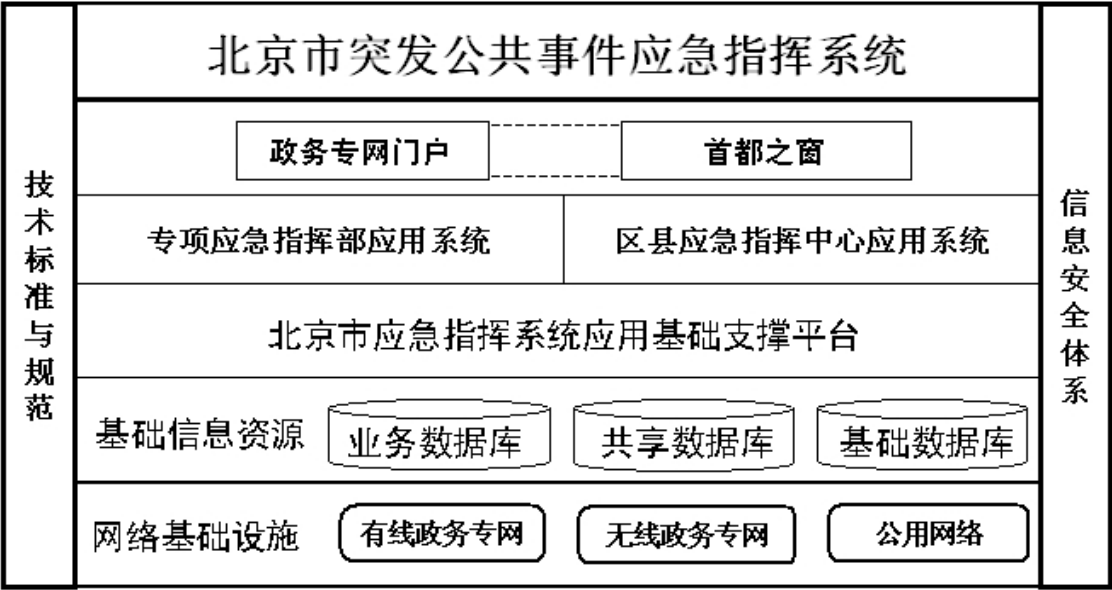 北京市突发公共事件应急指挥系统
政务专网门户
首都之窗
专项应急指挥部应用系统
区县应急指挥中心应用系统
北京市应急指挥系统应用基础支撑平台
基础信息资源
业务数据库
共享数据库
基础数据库
网络基础设施
有线政务专网
无线政务专网
公用网络
技术标准与规范
信息安全体系